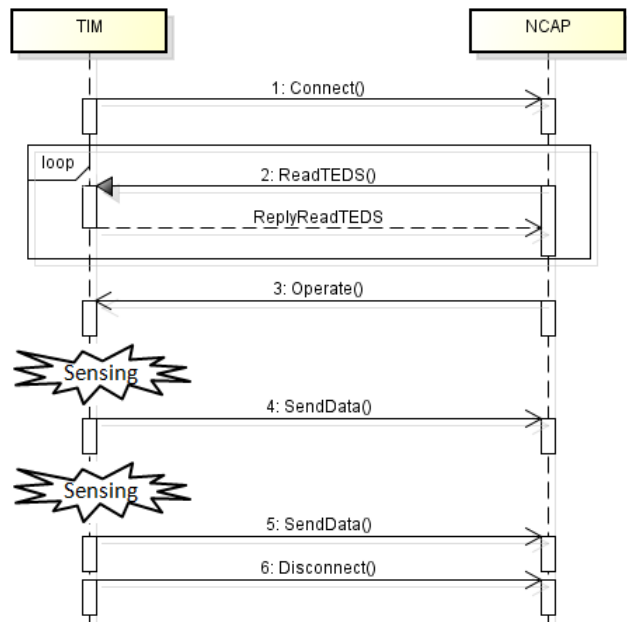 TIM
NCAP
1: Connect()
loop
2: ReadTEDS()
ReplyReadTEDS
3: Operate()
Sensing
4: SendData()
Sensing
5: SendData()
6: Disconnect()